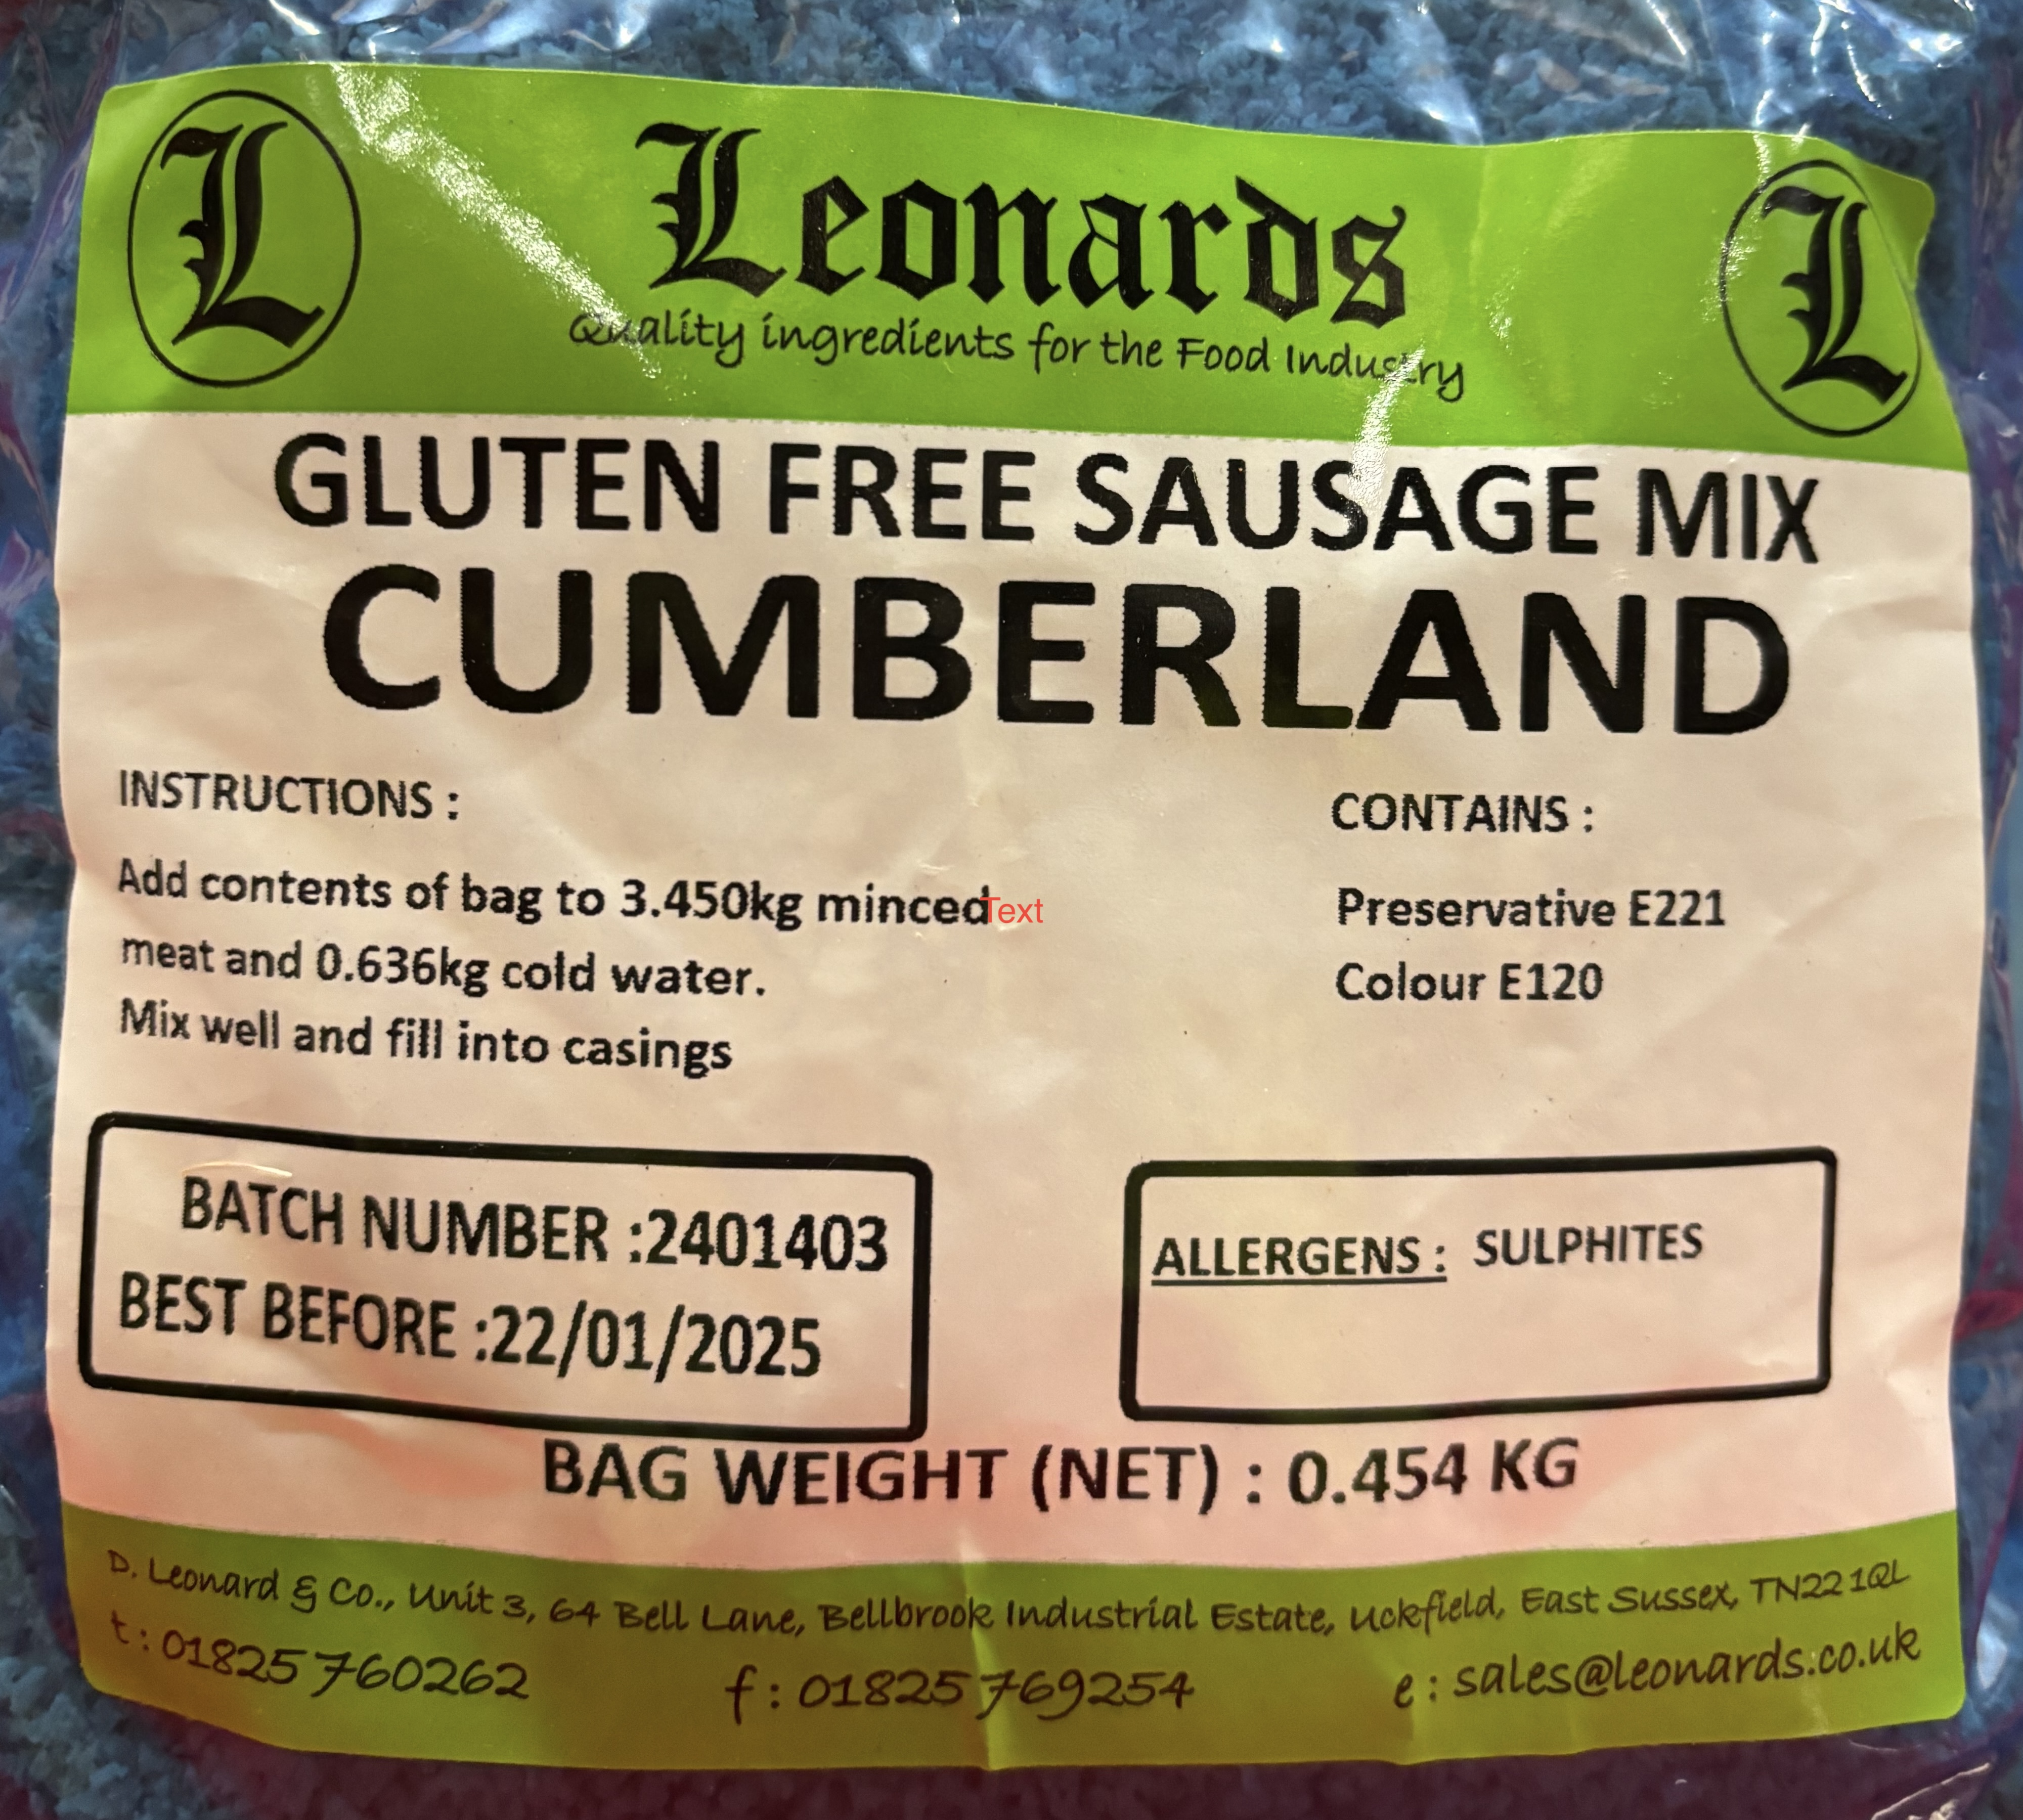 L Leonards L
Quality ingredients for the Food Industry
GLUTEN FREE SAUSAGE MIX
CUMBERLAND
INSTRUCTIONS :
Add contents of bag to 3.450kg minced
meat and 0.636kg cold water.
Mix well and fill into casings
Text
CONTAINS :
Preservative E221
Colour E120
BATCH NUMBER :2401403
BEST BEFORE :22/01/2025
ALLERGENS : SULPHITES
BAG WEIGHT (NET) : 0.454 KG
D. Leonard & Co., Unit 3, 64 Bell Lane, Bellbrook Industrial Estate, Uckfield, East Sussex, TN22 1QL
t : 01825 760262 f : 01825 769254 e : sales@leonards.co.uk